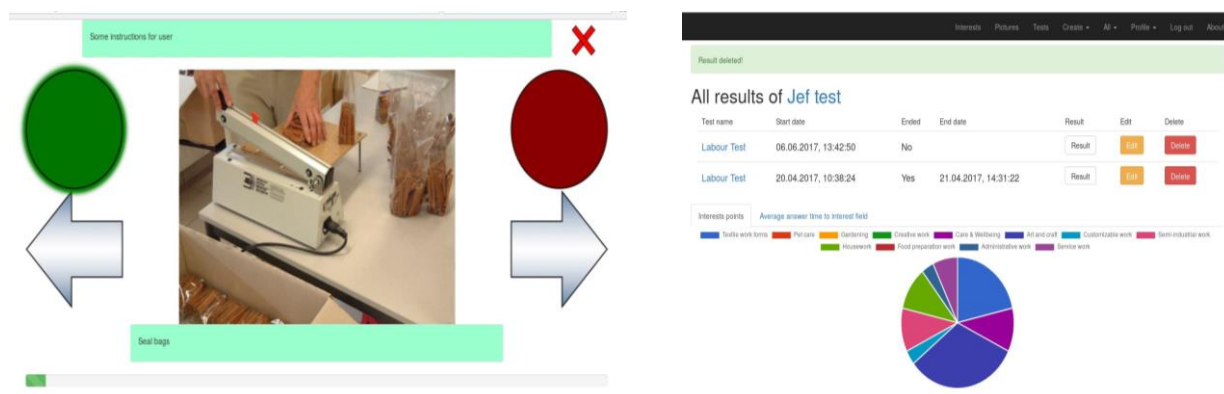 Some instructions for user
Seal bags
Interests Pictures Tests Create All Profile Log out About
Result deleted!
All results of Jef test
Test name Start date Ended End date Result Edit Delete
Labour Test 06.06.2017, 13:42:50 No Result Edit Delete
Labour Test 20.04.2017, 10:38:24 Yes 21.04.2017, 14:31:22 Result Edit Delete
Interests points Average answer time to interest field
Textile work forms Pet care Gardening Creative work Care & Wellbeing Art and craft Customizative work Semi-industrial work
Housework Food preparation work Administrative work Service work